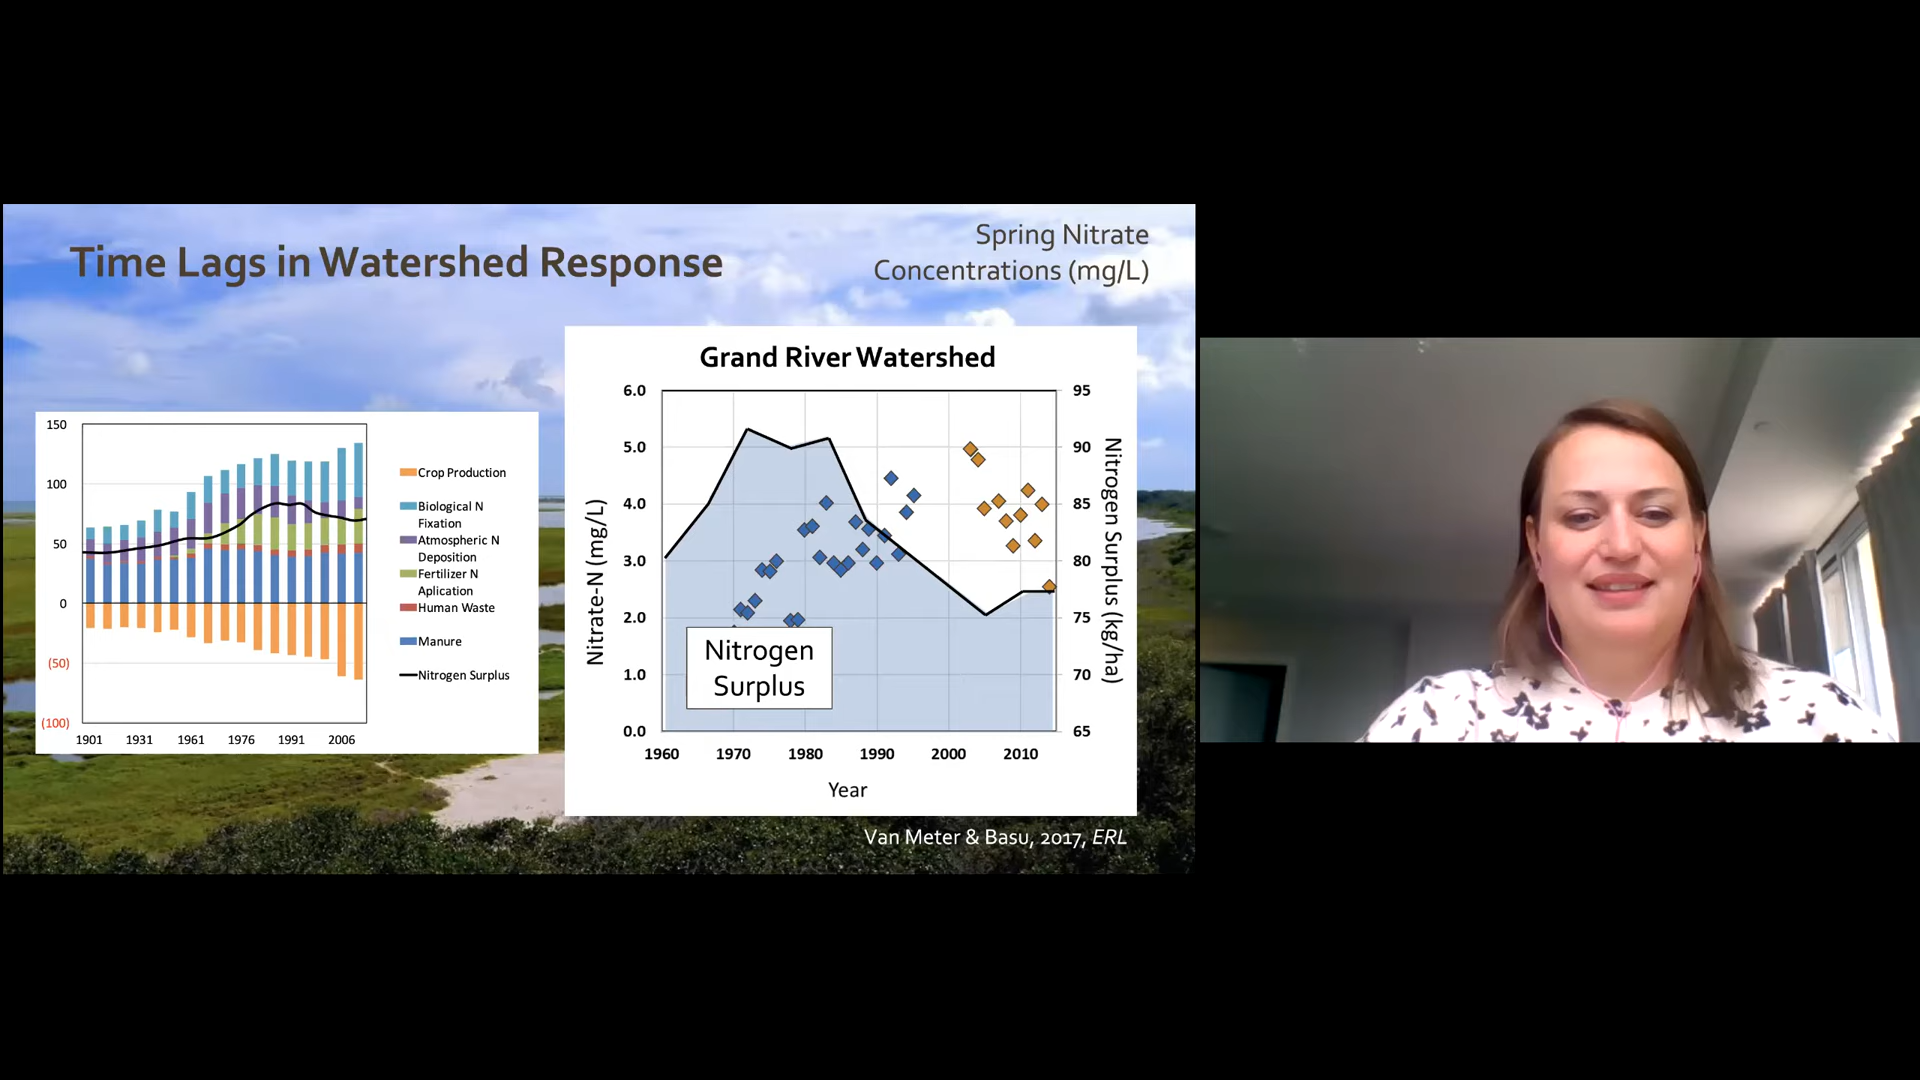 Time Lags in Watershed Response
Spring Nitrate
Concentrations (mg/L)
150
100
50
0
(50)
(100)
1901
1931
1961
1976
1991
2006
Crop Production
Biological N
Fixation
Atmospheric N
Deposition
Fertilizer N
Aplication
Human Waste
Manure
Nitrogen Surplus
Grand River Watershed
Nitrate-N (mg/L)
6.0
5.0
4.0
3.0
2.0
1.0
0.0
Nitrogen
Surplus
95
90
85
80
75
70
65
Nitrogen Surplus (kg/ha)
1960
1970
1980
1990
2000
2010
Year
Van Meter & Basu, 2017, ERL